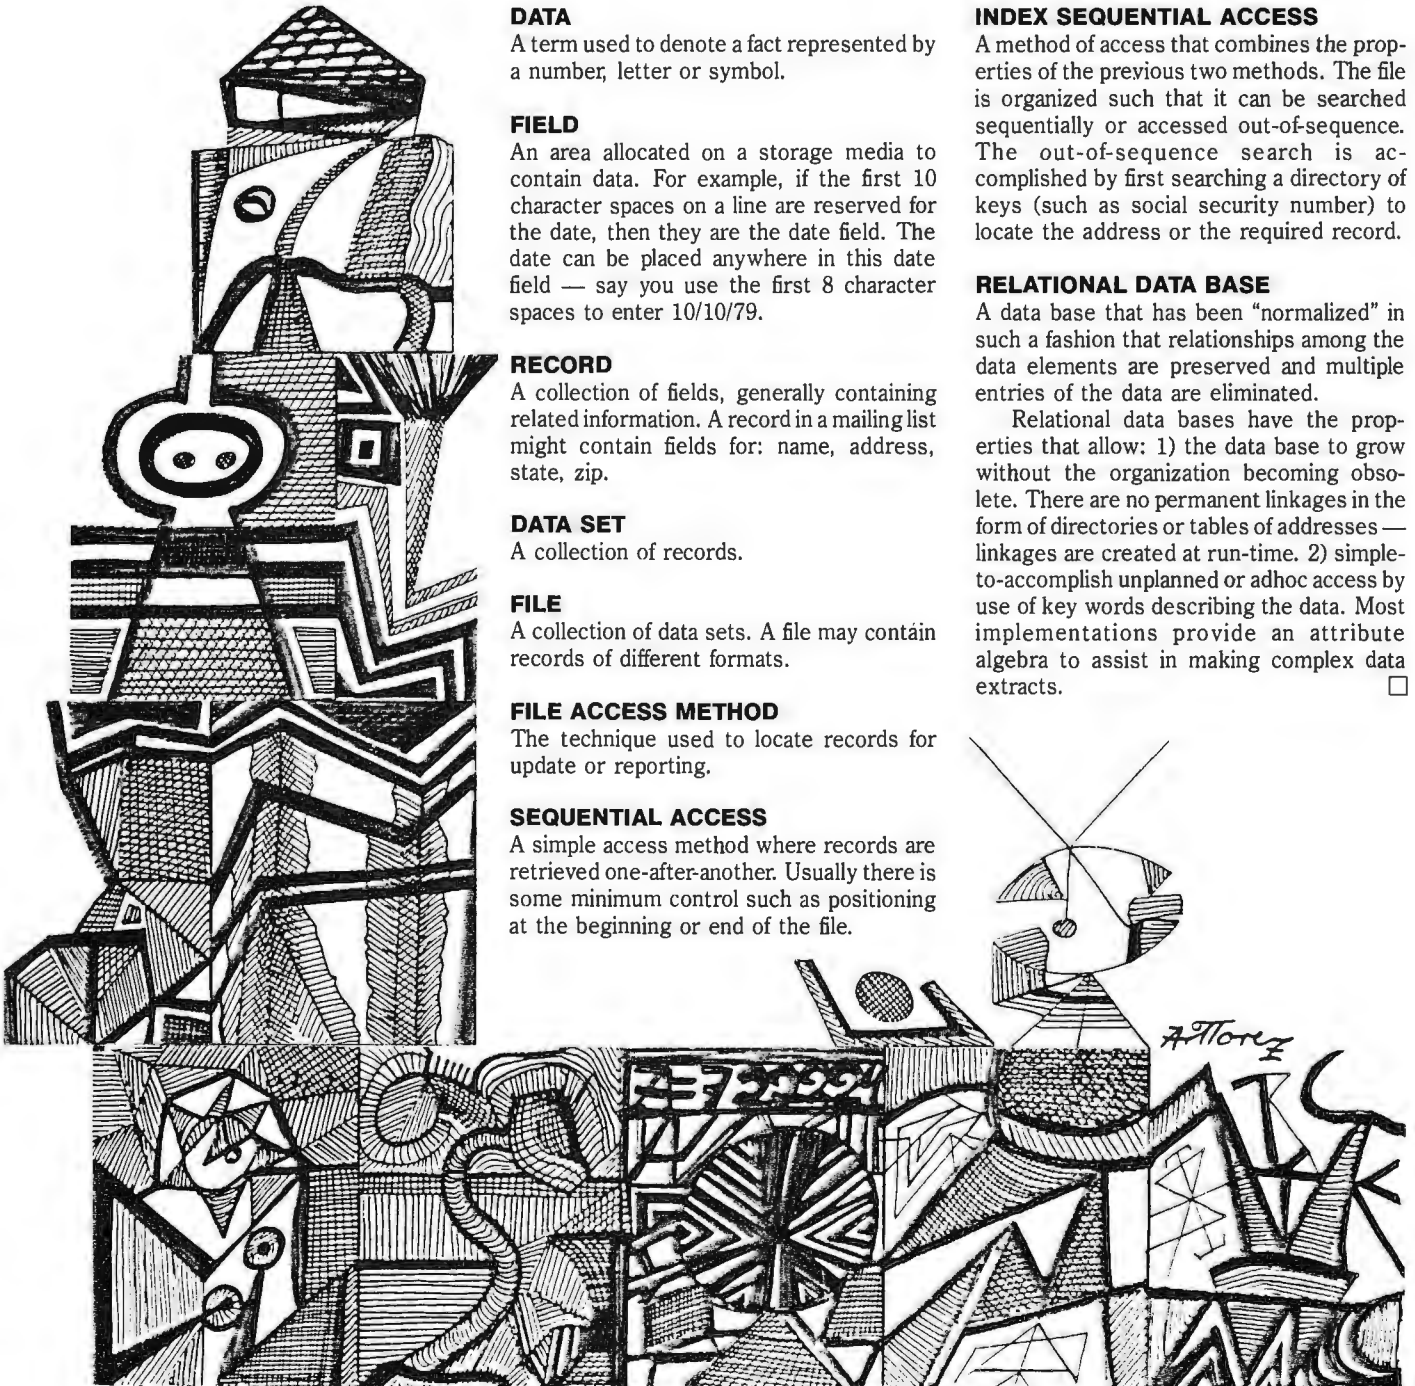 DATA
A term used to denote a fact represented by
a number, letter or symbol.
FIELD
An area allocated on a storage media to
contain data. For example, if the first 10
character spaces on a line are reserved for
the date, then they are the date field. The
date can be placed anywhere in this date
field — say you use the first 8 character
spaces to enter 10/10/79.
RECORD
A collection of fields, generally containing
related information. A record in a mailing list
might contain fields for: name, address,
state, zip.
DATA SET
A collection of records.
FILE
A collection of data sets. A file may contain
records of different formats.
FILE ACCESS METHOD
The technique used to locate records for
update or reporting.
SEQUENTIAL ACCESS
A simple access method where records are
retrieved one-after-another. Usually there is
some minimum control such as positioning
at the beginning or end of the file.
INDEX SEQUENTIAL ACCESS
A method of access that combines the prop-
erties of the previous two methods. The file
is organized such that it can be searched
sequentially or accessed out-of-sequence.
The out-of-sequence search is ac-
complished by first searching a directory of
keys (such as social security number) to
locate the address or the required record.
RELATIONAL DATA BASE
A data base that has been “normalized” in
such a fashion that relationships among the
data elements are preserved and multiple
entries of the data are eliminated.
Relational data bases have the prop-
erties that allow: 1) the data base to grow
without the organization becoming obso-
lete. There are no permanent linkages in the
form of directories or tables of addresses —
linkages are created at run-time. 2) simple-
to-accomplish unplanned or adhoc access by
use of key words describing the data. Most
implementations provide an attribute
algebra to assist in making complex data
extracts. □